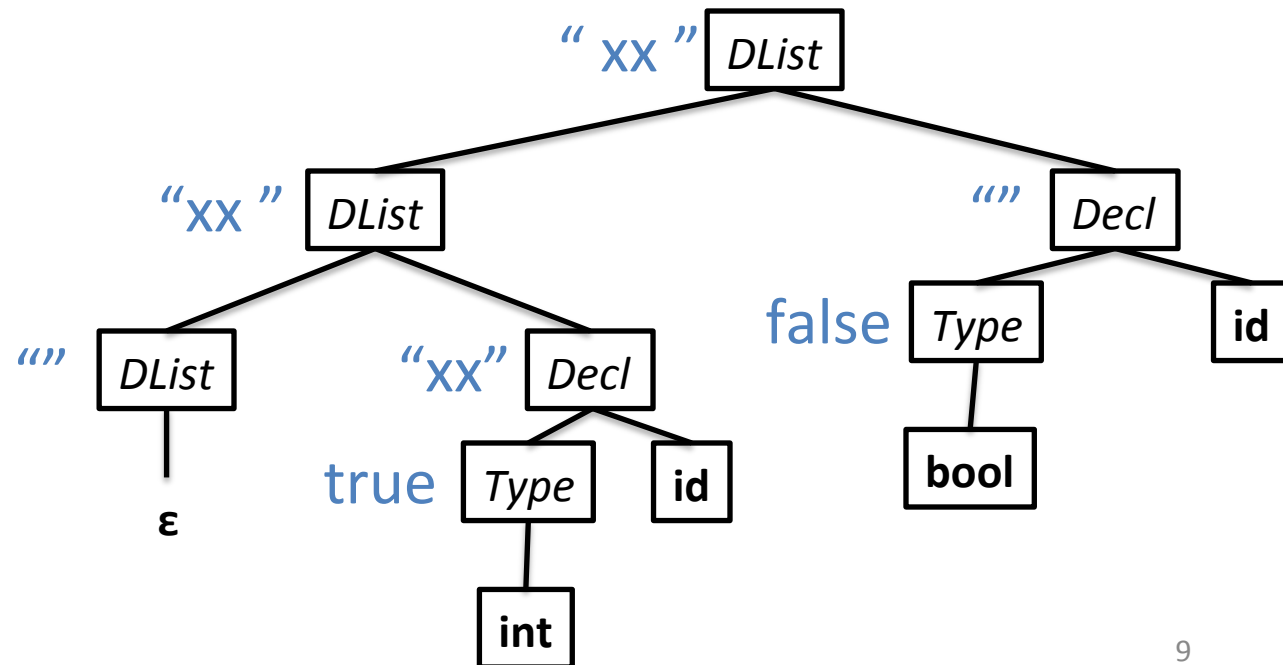 “ xx ” DList
“xx ” DList “” Decl
“” DList “xx” Decl false Type id
ε true Type id bool
int
9